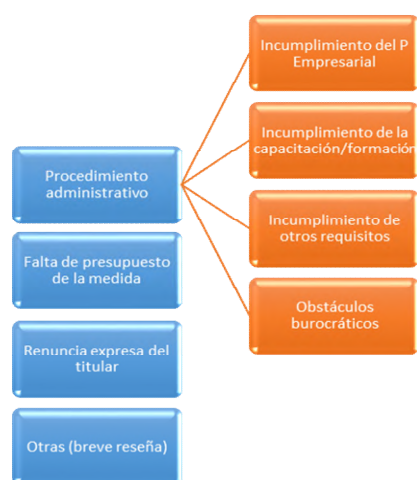 Procedimiento
administrativo
Falta de presupuesto
de la medida
Renuncia expresa del
titular
Otras (breve reseña)
Incumplimiento del P
Empresarial
Incumplimiento de la
capacitación/formación
Incumplimiento de
otros requisitos
Obstáculos
burocráticos